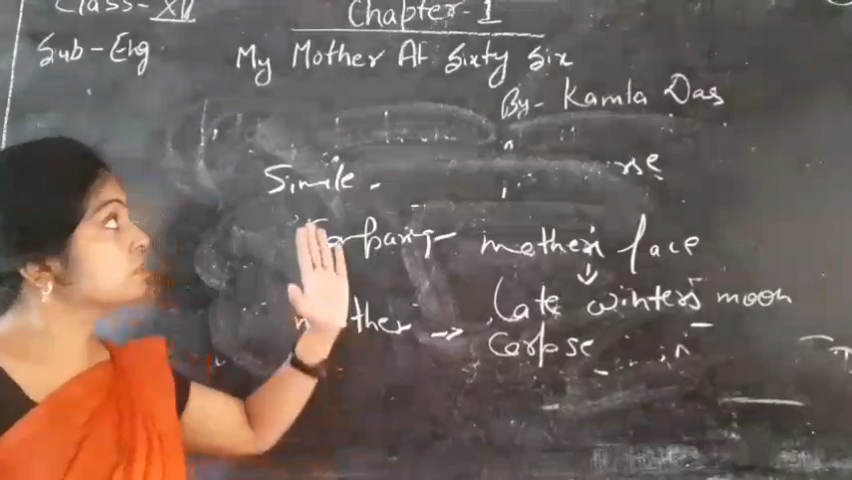 Class - XII
Chapter - 1
Sub - Eng
My Mother At Sixty Six
By - Kamla Das
Simile -
mother face
late winters moon
→
corpse